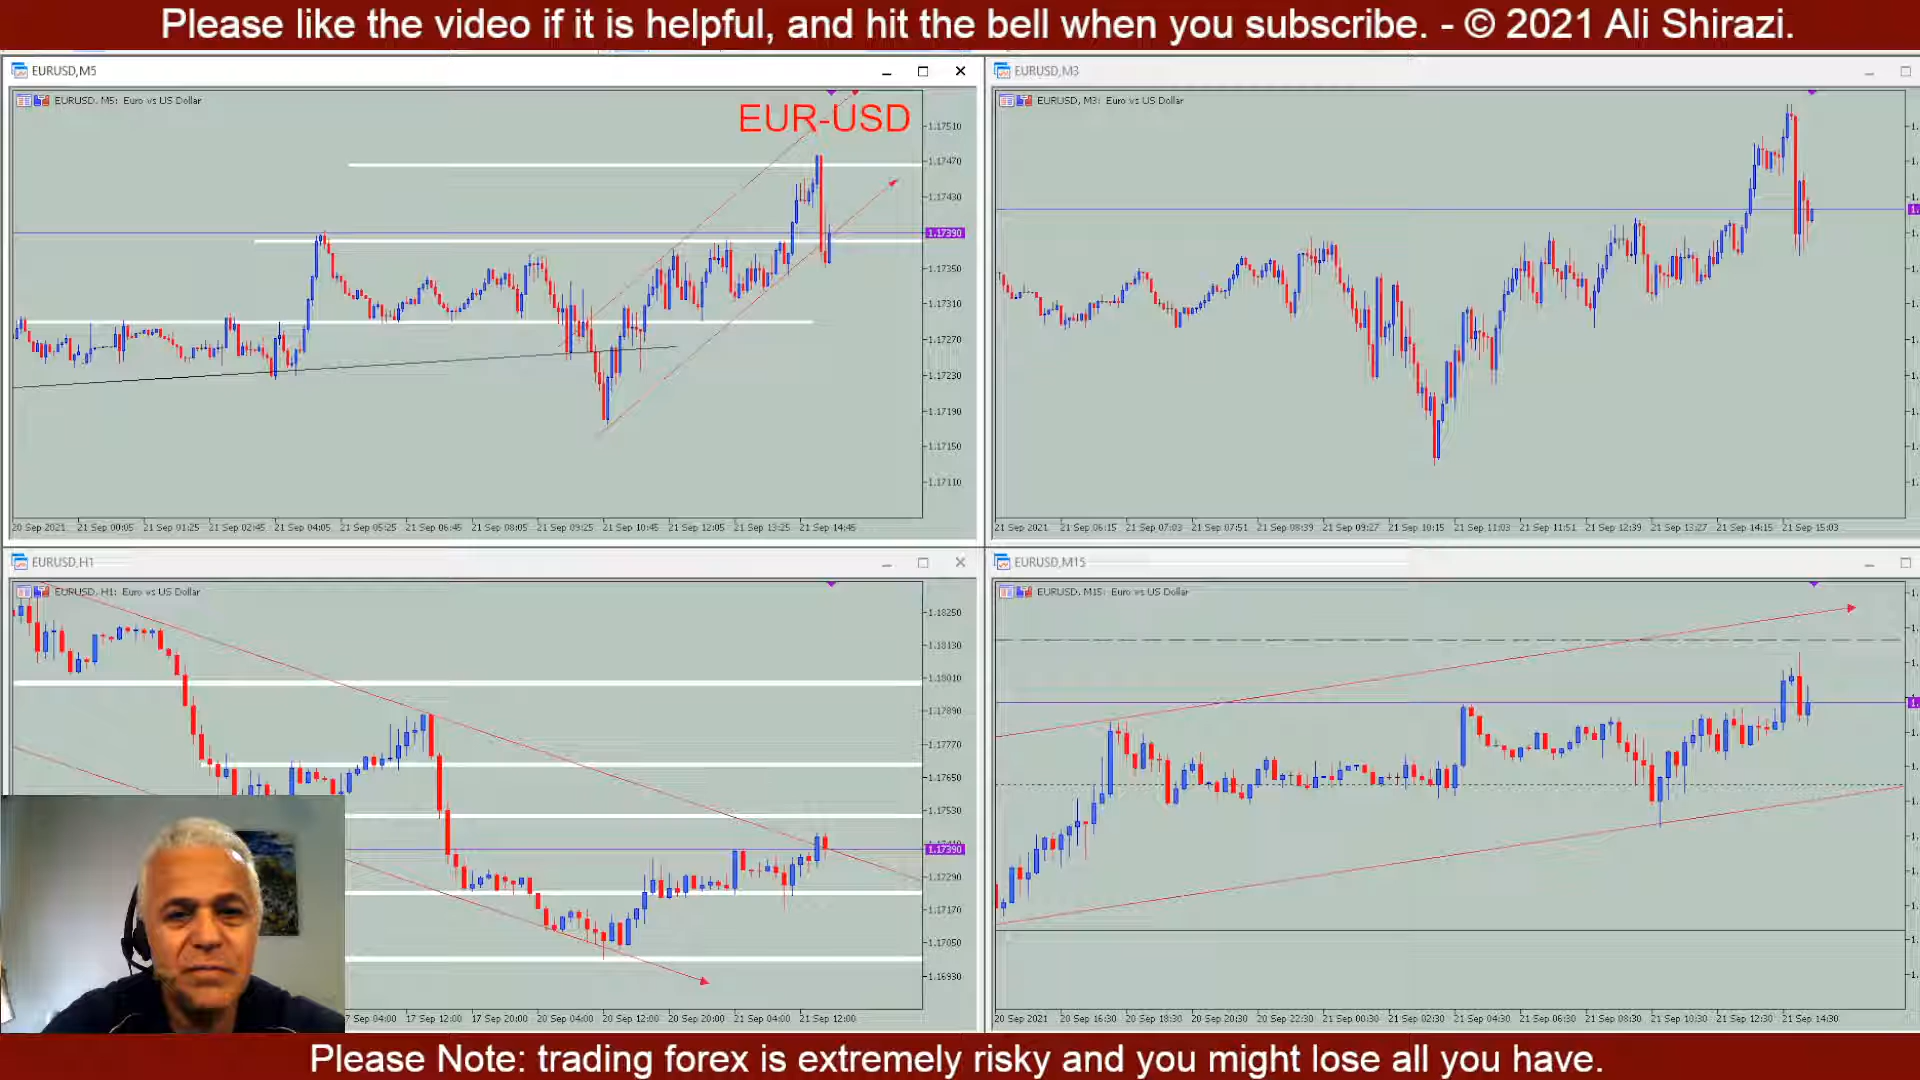 Please like the video if it is helpful, and hit the bell when you subscribe. - © 2021 Ali Shirazi.
EURUSD,M5
EURUSD, M5: Euro vs US Dollar
EUR-USD
1.17510
1.17470
1.17430
1.17390
1.17350
1.17310
1.17270
1.17230
1.17190
1.17150
1.17110
20 Sep 2021 21 Sep 00:05 21 Sep 01:25 21 Sep 02:45 21 Sep 04:05 21 Sep 05:25 21 Sep 06:45 21 Sep 08:05 21 Sep 09:25 21 Sep 10:45 21 Sep 12:05 21 Sep 13:25 21 Sep 14:45
EURUSD,M3
EURUSD, M3: Euro vs US Dollar
21 Sep 2021 21 Sep 06:15 21 Sep 07:03 21 Sep 07:51 21 Sep 08:39 21 Sep 09:27 21 Sep 10:15 21 Sep 11:03 21 Sep 11:51 21 Sep 12:39 21 Sep 13:27 21 Sep 14:15 21 Sep 15:03
EURUSD,H1
EURUSD, H1: Euro vs US Dollar
1.18250
1.18130
1.18010
1.17890
1.17770
1.17650
1.17530
1.17390
1.17290
1.17170
1.17050
1.16930
7 Sep 04:00 17 Sep 12:00 17 Sep 20:00 20 Sep 04:00 20 Sep 12:00 20 Sep 20:00 21 Sep 04:00 21 Sep 12:00
EURUSD,M15
EURUSD, M15: Euro vs US Dollar
20 Sep 2021 20 Sep 16:30 20 Sep 18:30 20 Sep 20:30 20 Sep 22:30 21 Sep 00:30 21 Sep 02:30 21 Sep 04:30 21 Sep 06:30 21 Sep 08:30 21 Sep 10:30 21 Sep 12:30 21 Sep 14:30
Please Note: trading forex is extremely risky and you might lose all you have.